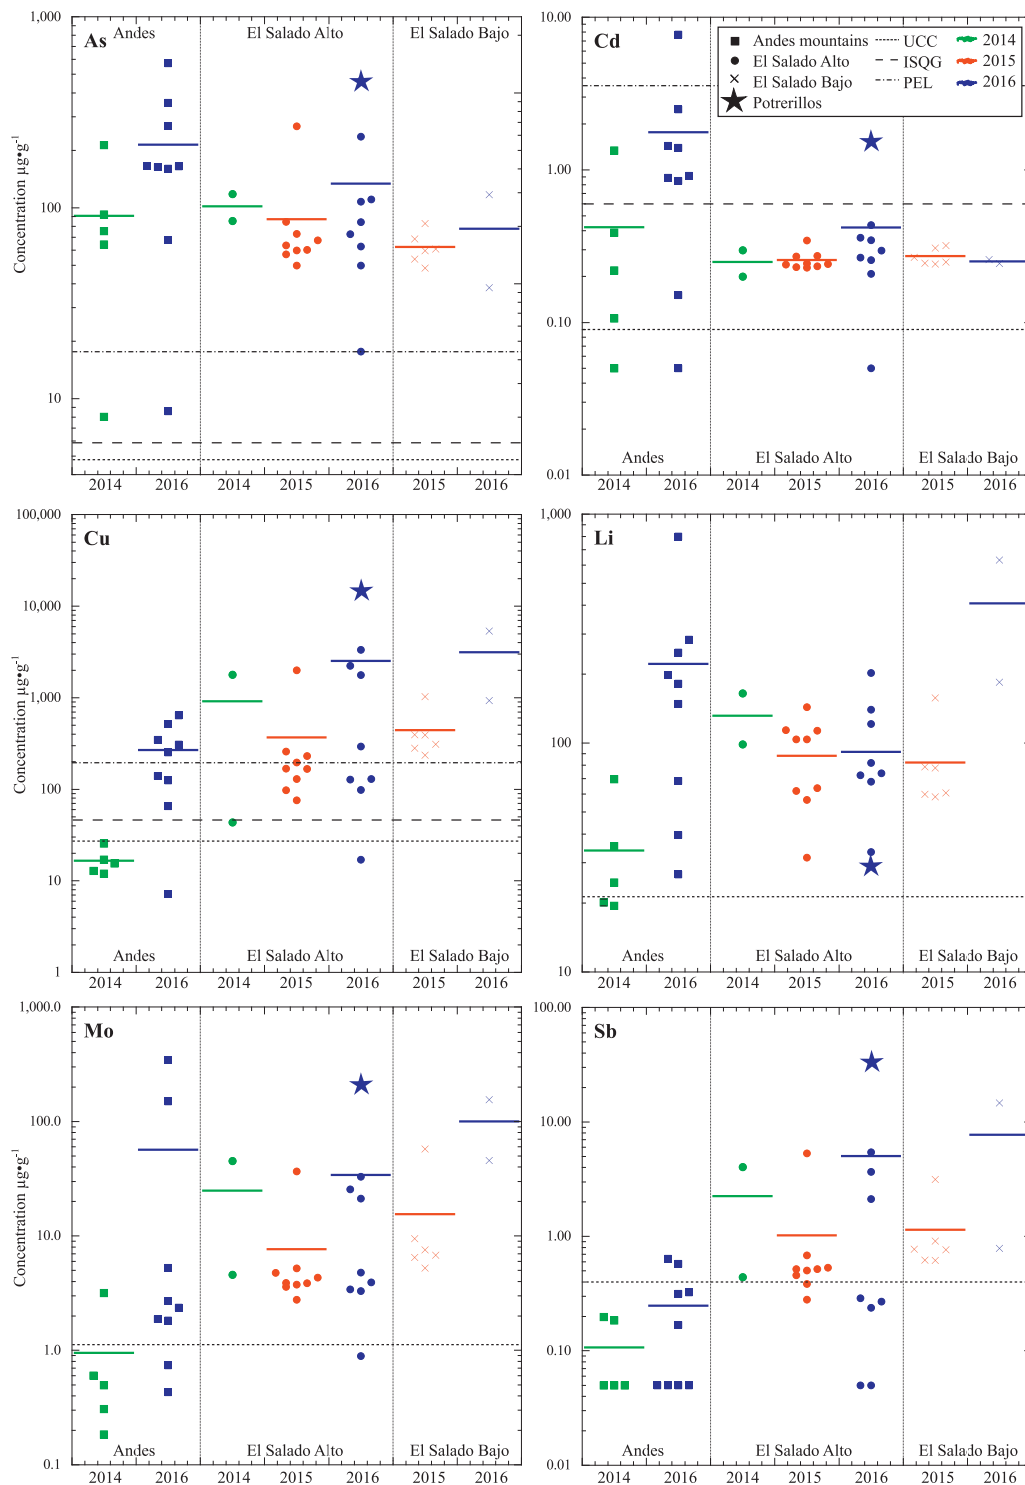 As
Andes
El Salado Alto
El Salado Bajo
1,000
100
10
Concentration µg•g⁻¹
2014
2016
2014
2015
2016
2015
2016
Cd
10.00
1.00
0.10
0.01
Andes mountains
El Salado Alto
El Salado Bajo
Potrerillos
UCC
ISQG
PEL
2014
2015
2016
Andes
El Salado Alto
El Salado Bajo
2014
2016
2014
2015
2016
2015
2016
Cu
100,000
10,000
1,000
100
10
1
Concentration µg•g⁻¹
Andes
El Salado Alto
El Salado Bajo
2014
2016
2014
2015
2016
2015
2016
Li
1,000
100
10
Andes
El Salado Alto
El Salado Bajo
2014
2016
2014
2015
2016
2015
2016
Mo
1,000.0
100.0
10.0
1.0
0.1
Concentration µg•g⁻¹
Andes
El Salado Alto
El Salado Bajo
2014
2016
2014
2015
2016
2015
2016
Sb
100.00
10.00
1.00
0.10
0.01
Andes
El Salado Alto
El Salado Bajo
2014
2016
2014
2015
2016
2015
2016